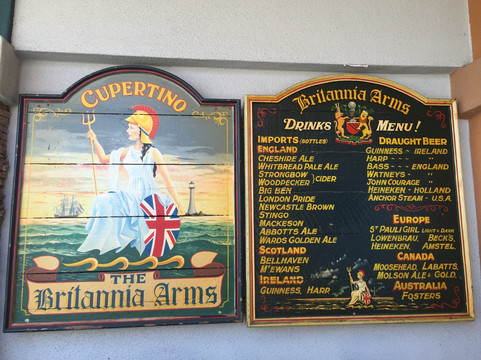 CUPERTINO
THE
Britannia Arms
Britannia Arms
DRINKS MENU!
IMPORTS (BOTTLES)
ENGLAND
CHESHIRE ALE
WHITBREAD PALE ALE
STRONGBOW
WOODPECKER } CIDER
BIG BEN
LONDON PRIDE
NEWCASTLE BROWN
STINGO
MACKESON
ABBOTTS ALE
WARDS GOLDEN ALE
SCOTLAND
BELLHAVEN
M'EWANS
IRELAND
GUINNESS, HARP
DRAUGHT BEER
GUINNESS - IRELAND
HARP --- "
BASS --- ENGLAND
WATNEYS - "
JOHN COURAGE "
HEINEKEN - HOLLAND
ANCHOR STEAM - U.S.A.
EUROPE
ST PAULI GIRL LIGHT & DARK
LOWENBRAU, BECK'S,
HEINEKEN, AMSTEL.
CANADA
MOOSEHEAD, LABATTS,
MOLSON ALE & GOLD.
AUSTRALIA
FOSTERS